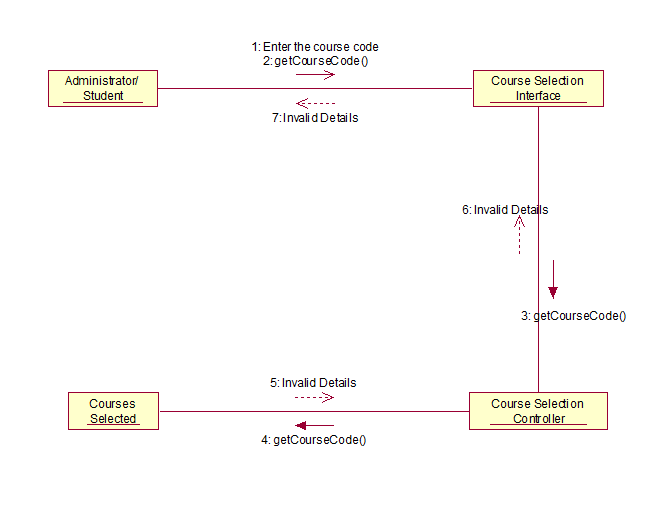 1: Enter the course code
2: getCourseCode()
Administrator/
Student
Course Selection
Interface
7: Invalid Details
6: Invalid Details
3: getCourseCode()
5: Invalid Details
Courses
Selected
Course Selection
Controller
4: getCourseCode()